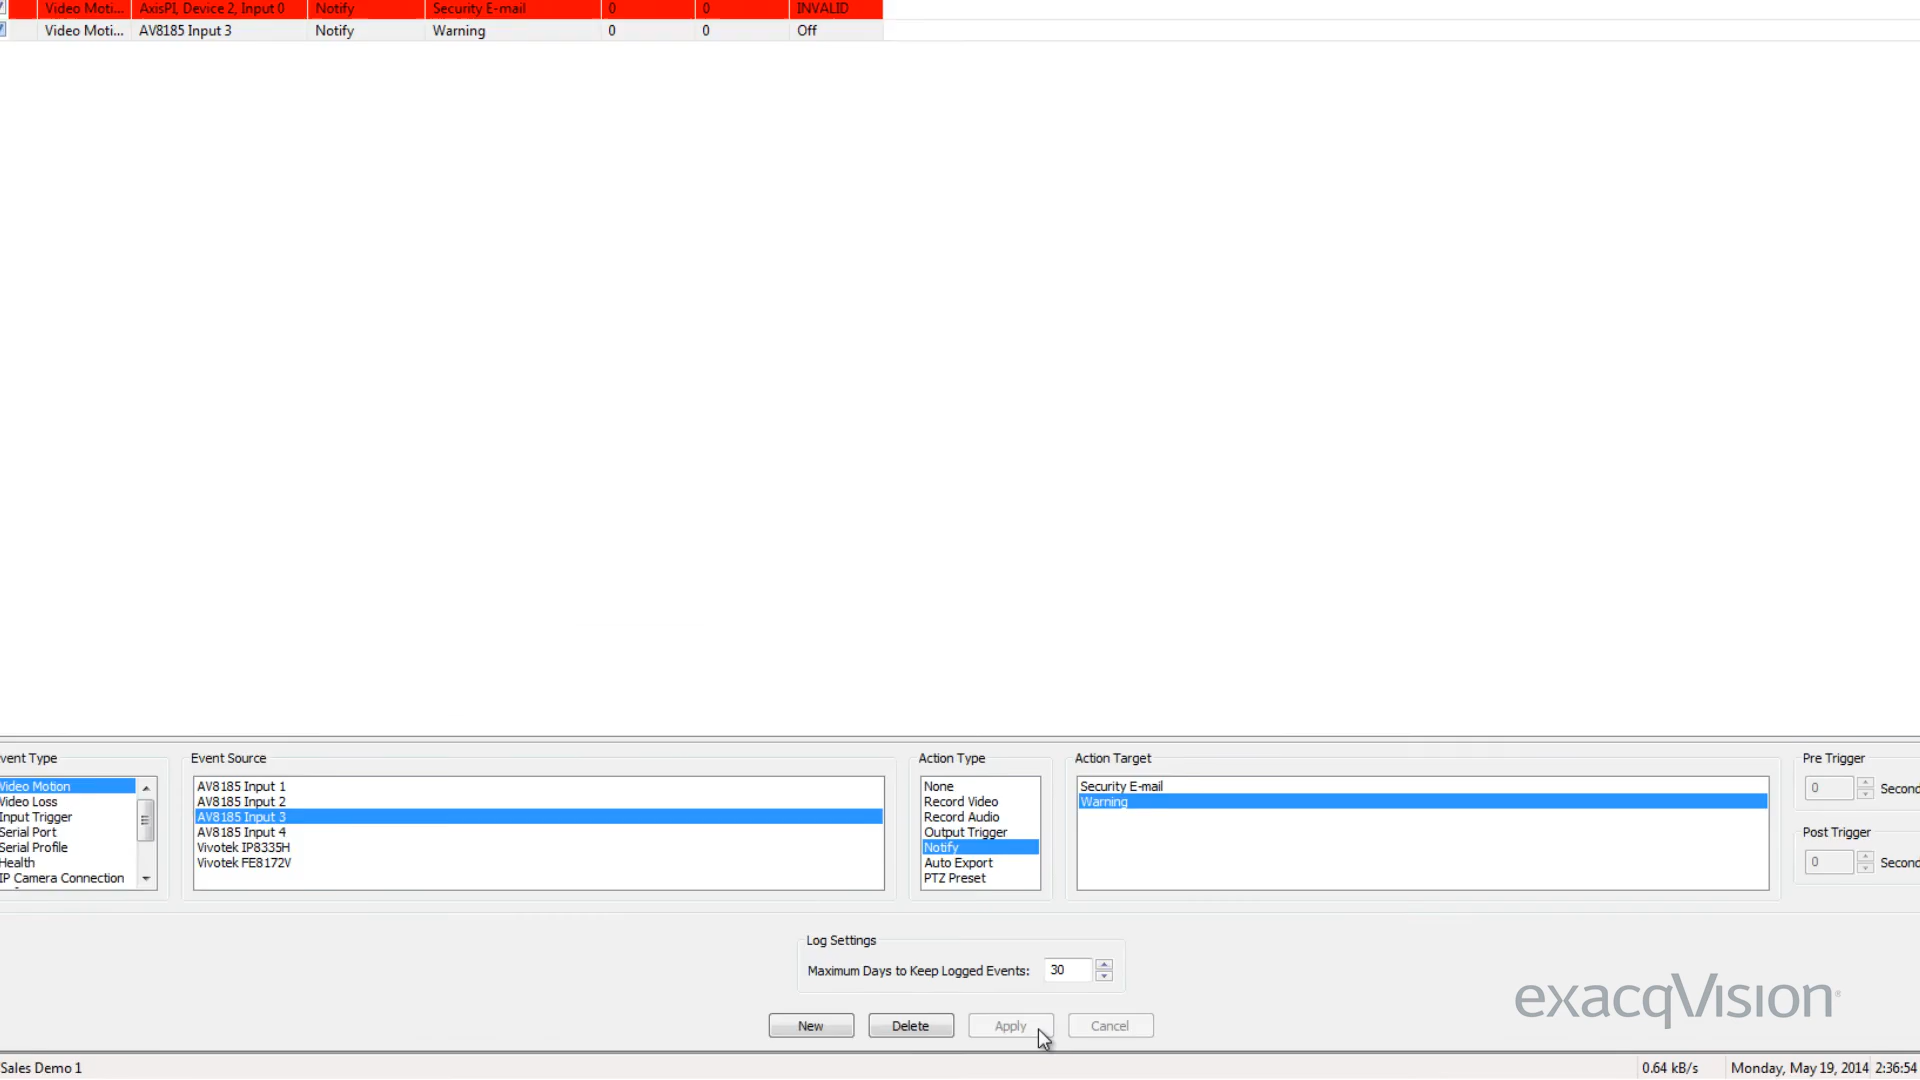 Video Moti... AxisPI, Device 2, Input 0 Notify Security E-mail 0 0 INVALID
Video Moti... AV8185 Input 3 Notify Warning 0 0 Off
vent Type
Video Motion
Video Loss
Input Trigger
Serial Port
Serial Profile
Health
IP Camera Connection
Event Source
AV8185 Input 1
AV8185 Input 2
AV8185 Input 3
AV8185 Input 4
Vivotek IP8335H
Vivotek FE8172V
Action Type
None
Record Video
Record Audio
Output Trigger
Notify
Auto Export
PTZ Preset
Action Target
Security E-mail
Warning
Pre Trigger
0 Second
Post Trigger
0 Second
Log Settings
Maximum Days to Keep Logged Events: 30
New Delete Apply Cancel
exacqVision
Sales Demo 1 0.64 kB/s Monday, May 19, 2014 2:36:54